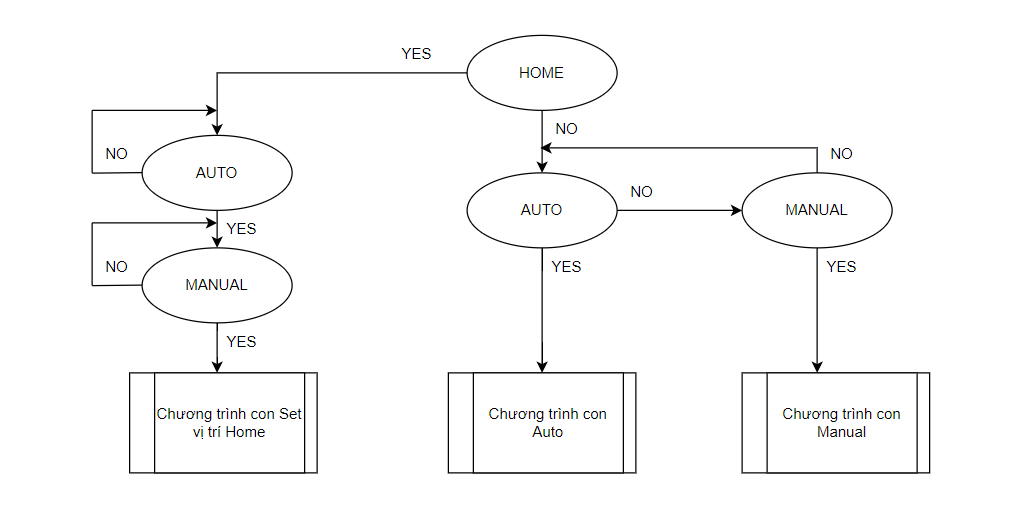 YES
HOME
NO
NO
NO
AUTO
NO
AUTO
MANUAL
YES
NO
MANUAL
YES
YES
YES
Chương trình con Set
vị trí Home
Chương trình con
Auto
Chương trình con
Manual